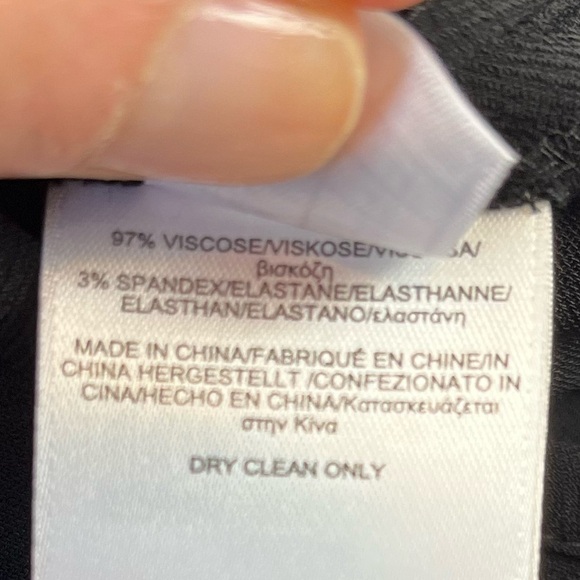 97% VISCOSE/VISKOSE/
βισκόζη
3% SPANDEX/ELASTANE/ELASTHANNE/
ELASTHAN/ELASTANO/ελαστάνη
MADE IN CHINA/FABRIQUÉ EN CHINE/IN
CHINA HERGESTELLT /CONFEZIONATO IN
CINA/HECHO EN CHINA/Κατασκευάζεται
στην Κίνα
DRY CLEAN ONLY